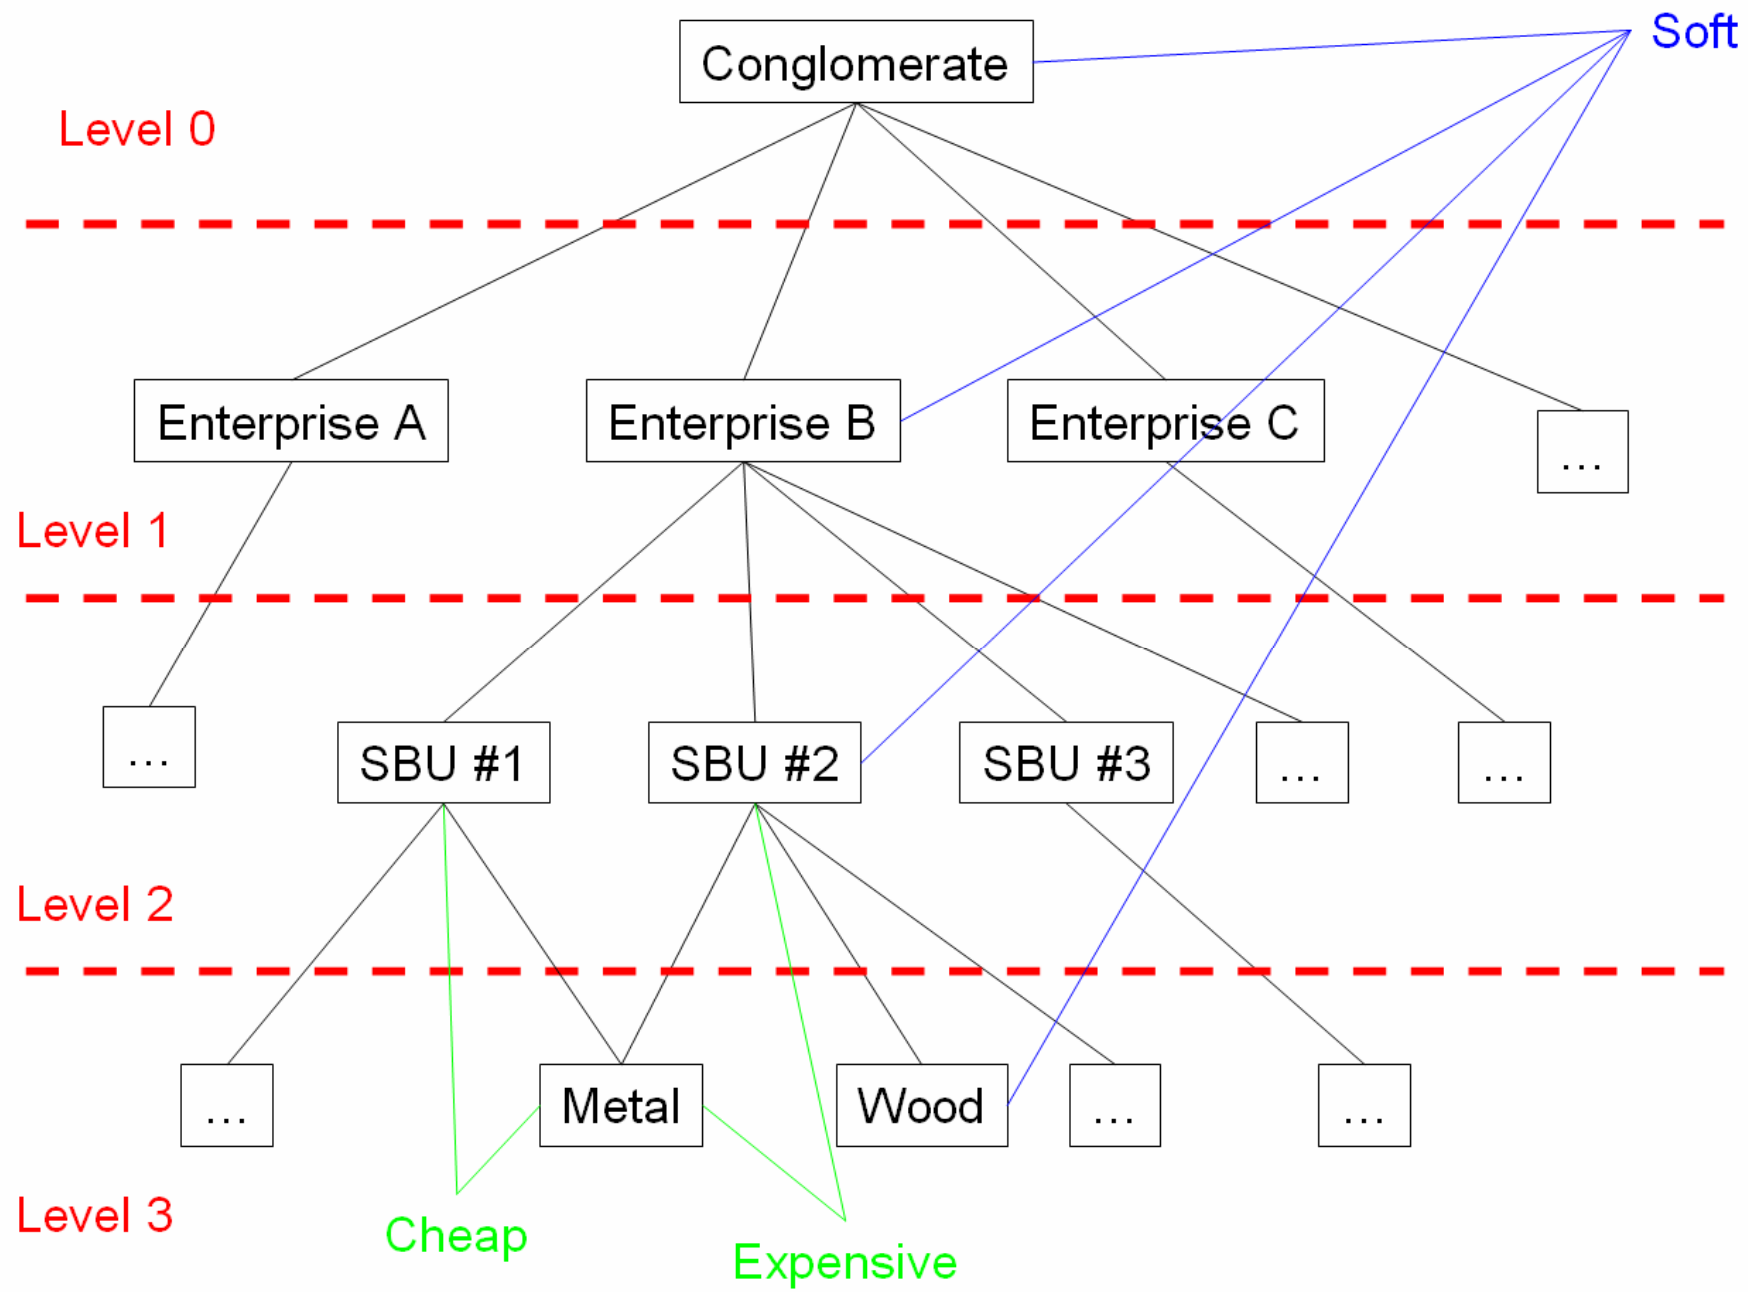 Soft
Conglomerate
Level 0
Enterprise A
Enterprise B
Enterprise C
...
Level 1
...
SBU #1
SBU #2
SBU #3
...
...
Level 2
...
Metal
Wood
...
...
Level 3
Cheap
Expensive